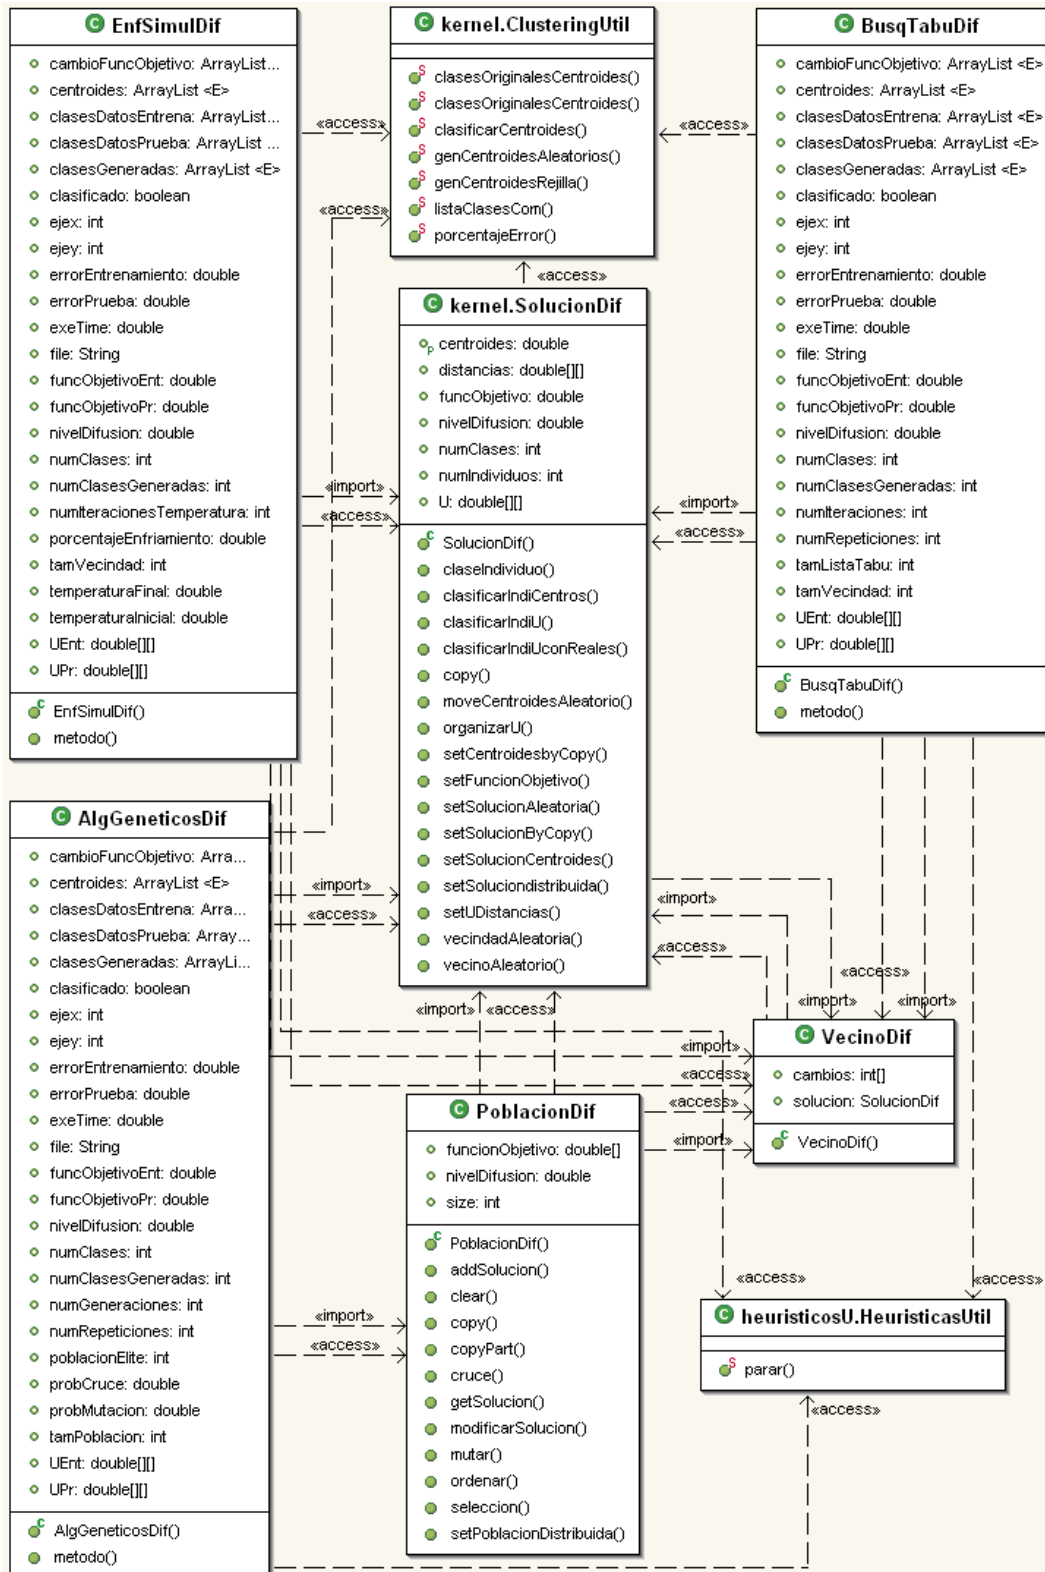 EnfSimulDif
cambioFuncObjetivo: ArrayList...
centroides: ArrayList <E>
clasesDatosEntrena: ArrayList...
clasesDatosPrueba: ArrayList ...
clasesGeneradas: ArrayList <E>
clasificado: boolean
ejex: int
ejey: int
errorEntrenamiento: double
errorPrueba: double
exeTime: double
file: String
funcObjetivoEnt: double
funcObjetivoPr: double
nivelDifusion: double
numClases: int
numClasesGeneradas: int
numIteracionesTemperatura: int
porcentajeEnfriamiento: double
tamVecindad: int
temperaturaFinal: double
temperaturaInicial: double
UEnt: double[][]
UPr: double[][]
EnfSimulDif()
metodo()
kernel.ClusteringUtil
clasesOriginalesCentroides()
clasesOriginalesCentroides()
clasificarCentroides()
genCentroidesAleatorios()
genCentroidesRejilla()
listaClasesCom()
porcentajeError()
BusqTabuDif
cambioFuncObjetivo: ArrayList <E>
centroides: ArrayList <E>
clasesDatosEntrena: ArrayList <E>
clasesDatosPrueba: ArrayList <E>
clasesGeneradas: ArrayList <E>
clasificado: boolean
ejex: int
ejey: int
errorEntrenamiento: double
errorPrueba: double
exeTime: double
file: String
funcObjetivoEnt: double
funcObjetivoPr: double
nivelDifusion: double
numClases: int
numClasesGeneradas: int
numIteraciones: int
numRepeticiones: int
tamListaTabu: int
tamVecindad: int
UEnt: double[][]
UPr: double[][]
BusqTabuDif()
metodo()
«access»
«access»
«access»
«access»
kernel.SolucionDif
centroides: double
distancias: double[][]
funcObjetivo: double
nivelDifusion: double
numClases: int
numIndividuos: int
U: double[][]
SolucionDif()
claseIndividuo()
clasificarIndiCentros()
clasificarIndiU()
clasificarIndiUconReales()
copy()
moveCentroidesAleatorio()
organizarU()
setCentroidesbyCopy()
setFuncionObjetivo()
setSolucionAleatoria()
setSolucionByCopy()
setSolucionCentroides()
setSoluciondistribuida()
setUDistancias()
vecindadAleatoria()
vecinoAleatorio()
«import»
«access»
«import»
«access»
AlgGeneticosDif
cambioFuncObjetivo: Arra...
centroides: ArrayList <E>
clasesDatosEntrena: Arra...
clasesDatosPrueba: Array...
clasesGeneradas: ArrayLi...
clasificado: boolean
ejex: int
ejey: int
errorEntrenamiento: double
errorPrueba: double
exeTime: double
file: String
funcObjetivoEnt: double
funcObjetivoPr: double
nivelDifusion: double
numClases: int
numClasesGeneradas: int
numGeneraciones: int
numRepeticiones: int
poblacionElite: int
probCruce: double
probMutacion: double
tamPoblacion: int
UEnt: double[][]
UPr: double[][]
AlgGeneticosDif()
metodo()
«import»
«access»
«import»
«access»
«access»
«import» «import»
«import» «access»
«import»
«access»
«access»
«import»
VecinoDif
cambios: int[]
solucion: SolucionDif
VecinoDif()
PoblacionDif
funcionObjetivo: double[]
nivelDifusion: double
size: int
PoblacionDif()
addSolucion()
clear()
copy()
copyPart()
cruce()
getSolucion()
modificarSolucion()
mutar()
ordenar()
seleccion()
setPoblacionDistribuida()
«import»
«access»
«access»
«access»
heuristicosU.HeuristicasUtil
parar()
«access»